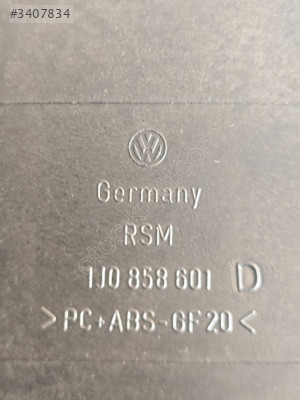 #3407834
Germany
RSM
1J0 858 601 D
>PC+ABS-GF20<